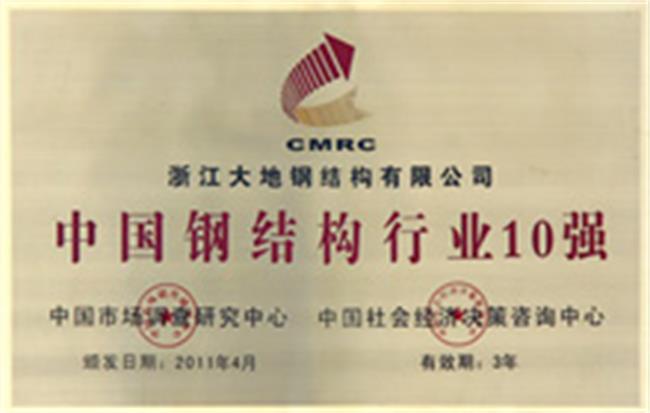 CMRC
浙江大地钢结构有限公司
中国钢结构行业10强
中国市场调查研究中心 中国社会经济决策咨询中心
颁发日期：2011年4月 有效期：3年